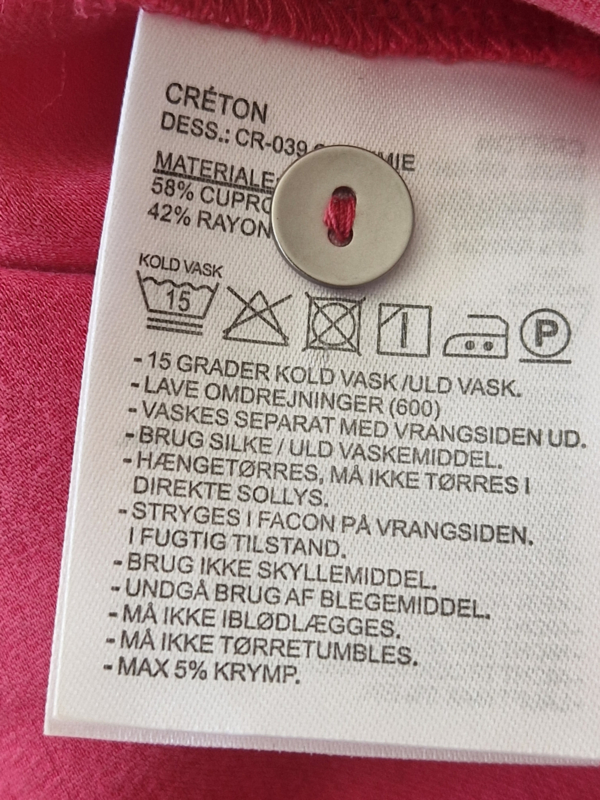 CRÉTON
DESS.: CR-039
MATERIALE
58% CUPRO
42% RAYON
KOLD VASK
15
P
- 15 GRADER KOLD VASK /ULD VASK.
- LAVE OMDREJNINGER (600)
- VASKES SEPARAT MED VRANGSIDEN UD.
- BRUG SILKE / ULD VASKEMIDDEL.
- HÆNGETØRRES, MÅ IKKE TØRRES I
DIREKTE SOLLYS.
- STRYGES I FACON PÅ VRANGSIDEN.
I FUGTIG TILSTAND.
- BRUG IKKE SKYLLEMIDDEL.
- UNDGÅ BRUG AF BLEGEMIDDEL.
- MÅ IKKE IBLØDLÆGGES.
- MÅ IKKE TØRRETUMBLES.
- MAX 5% KRYMP.